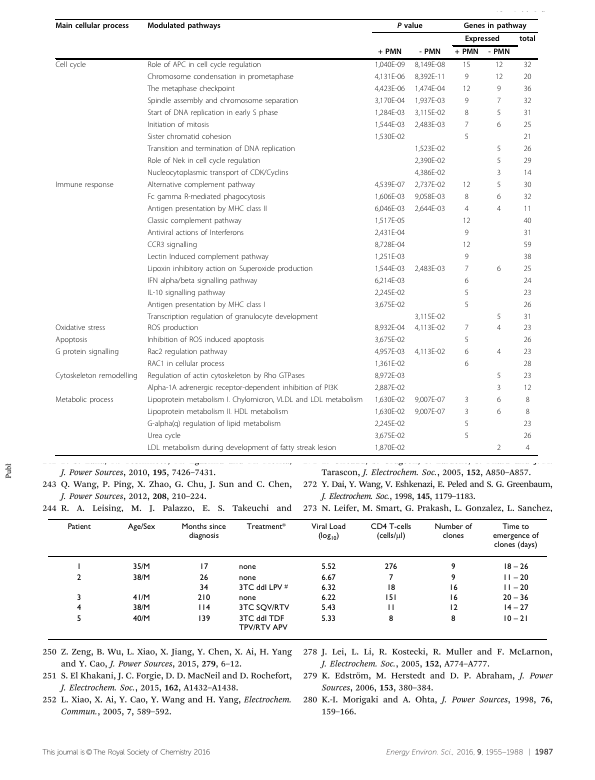 Main cellular process Modulated pathways P value Genes in pathway
Expressed total
+ PMN - PMN + PMN - PMN
Cell cycle Role of APC in cell cycle regulation 1,040E-09 8,149E-08 15 12 32
Chromosome condensation in prometaphase 4,131E-06 8,392E-11 9 12 20
The metaphase checkpoint 4,423E-06 1,474E-04 12 9 36
Spindle assembly and chromosome separation 3,170E-04 1,937E-03 9 7 32
Start of DNA replication in early S phase 1,284E-03 3,115E-02 8 5 31
Initiation of mitosis 1,544E-03 2,483E-03 7 6 25
Sister chromatid cohesion 1,530E-02 5 21
Transition and termination of DNA replication 1,523E-02 5 26
Role of Nek in cell cycle regulation 2,390E-02 5 29
Nucleocytoplasmic transport of CDK/Cyclins 4,386E-02 3 14
Immune response Alternative complement pathway 4,539E-07 2,737E-02 12 5 30
Fc gamma R-mediated phagocytosis 1,606E-03 9,058E-03 8 6 32
Antigen presentation by MHC class II 6,046E-03 2,644E-03 4 4 11
Classic complement pathway 1,517E-05 12 40
Antiviral actions of Interferons 2,431E-04 9 31
CCR3 signalling 8,728E-04 12 59
Lectin Induced complement pathway 1,251E-03 9 38
Lipoxin inhibitory action on Superoxide production 1,544E-03 2,483E-03 7 6 25
IFN alpha/beta signalling pathway 6,214E-03 6 24
IL-10 signalling pathway 2,245E-02 5 23
Antigen presentation by MHC class I 3,675E-02 5 26
Transcription regulation of granulocyte development 3,115E-02 5 31
Oxidative stress ROS production 8,932E-04 4,113E-02 7 4 23
Apoptosis Inhibition of ROS induced apoptosis 3,675E-02 5 26
G protein signalling Rac2 regulation pathway 4,957E-03 4,113E-02 6 4 23
RAC1 in cellular process 1,361E-02 6 28
Cytoskeleton remodelling Regulation of actin cytoskeleton by Rho GTPases 8,972E-03 5 23
Alpha-1A adrenergic receptor-dependent inhibition of PI3K 2,887E-02 3 12
Metabolic process Lipoprotein metabolism I. Chylomicron, VLDL and LDL metabolism 1,630E-02 9,007E-07 3 6 8
Lipoprotein metabolism II. HDL metabolism 1,630E-02 9,007E-07 3 6 8
G-alpha(q) regulation of lipid metabolism 2,245E-02 5 23
Urea cycle 3,675E-02 5 26
LDL metabolism during development of fatty streak lesion 1,870E-02 2 4
Publ
J. Power Sources, 2010, 195, 7426–7431.
243 Q. Wang, P. Ping, X. Zhao, G. Chu, J. Sun and C. Chen,
J. Power Sources, 2012, 208, 210–224.
244 R. A. Leising, M. J. Palazzo, E. S. Takeuchi and
Tarascon, J. Electrochem. Soc., 2005, 152, A850–A857.
272 Y. Dai, Y. Wang, V. Eshkenazi, E. Peled and S. G. Greenbaum,
J. Electrochem. Soc., 1998, 145, 1179–1183.
273 N. Leifer, M. Smart, G. Prakash, L. Gonzalez, L. Sanchez,
Patient Age/Sex Months since Treatment* Viral Load CD4 T-cells Number of Time to
diagnosis (log10) (cells/μl) clones emergence of
clones (days)
1 35/M 17 none 5.52 276 9 18 – 26
2 38/M 26 none 6.67 7 9 11 – 20
34 3TC ddI LPV # 6.32 18 16 11 – 20
3 41/M 210 none 6.22 151 16 20 – 36
4 38/M 114 3TC SQV/RTV 5.43 11 12 14 – 27
5 40/M 139 3TC ddI TDF 5.33 8 8 10 – 21
TPV/RTV APV
250 Z. Zeng, B. Wu, L. Xiao, X. Jiang, Y. Chen, X. Ai, H. Yang
and Y. Cao, J. Power Sources, 2015, 279, 6–12.
251 S. El Khakani, J. C. Forgie, D. D. MacNeil and D. Rochefort,
J. Electrochem. Soc., 2015, 162, A1432–A1438.
252 L. Xiao, X. Ai, Y. Cao, Y. Wang and H. Yang, Electrochem.
Commun., 2005, 7, 589–592.
278 J. Lei, L. Li, R. Kostecki, R. Muller and F. McLarnon,
J. Electrochem. Soc., 2005, 152, A774–A777.
279 K. Edström, M. Herstedt and D. P. Abraham, J. Power
Sources, 2006, 153, 380–384.
280 K.-I. Morigaki and A. Ohta, J. Power Sources, 1998, 76,
159–166.
This journal is © The Royal Society of Chemistry 2016
Energy Environ. Sci., 2016, 9, 1955–1988 | 1987